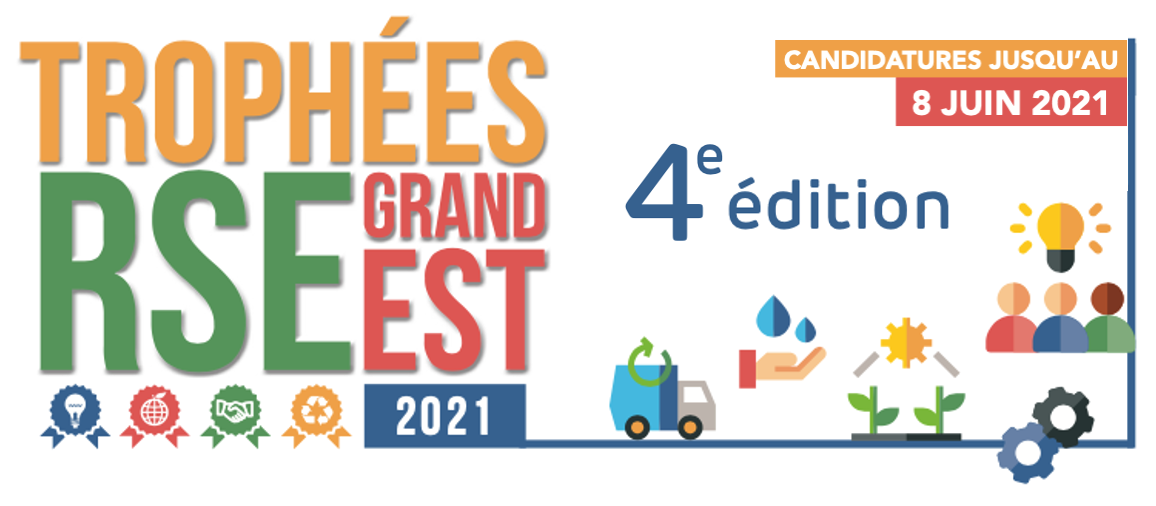 TROPHÉES
RSE
GRAND
EST
2021
CANDIDATURES JUSQU'AU
8 JUIN 2021
4e édition